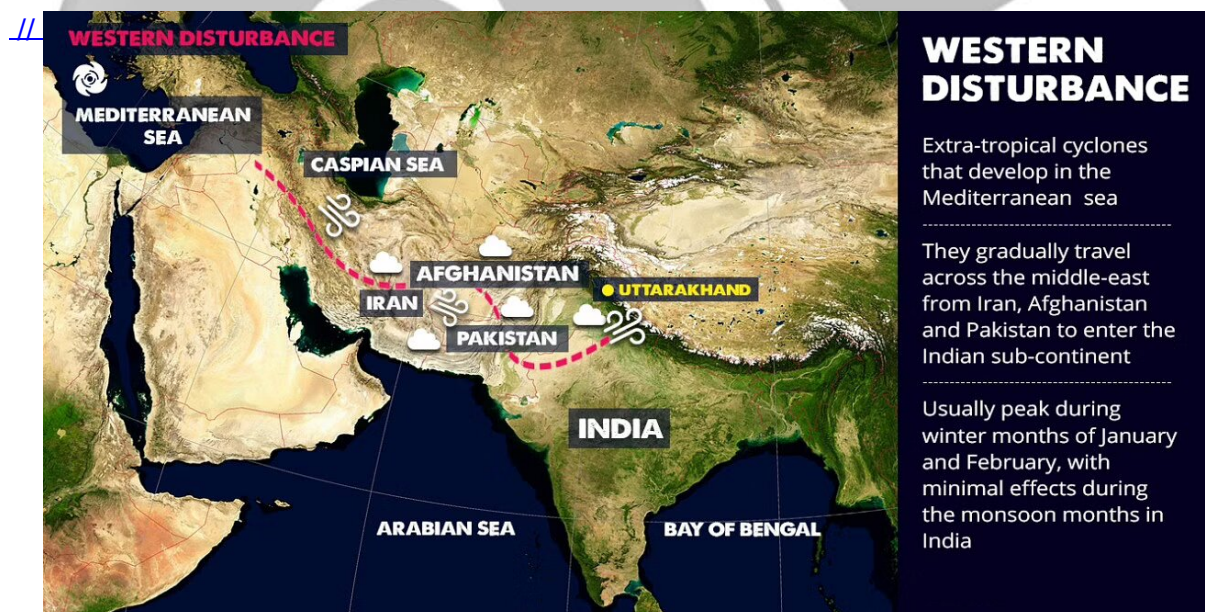 //
WESTERN DISTURBANCE
MEDITERRANEAN
SEA
CASPIAN SEA
AFGHANISTAN
UTTARAKHAND
IRAN
PAKISTAN
INDIA
ARABIAN SEA
BAY OF BENGAL
WESTERN
DISTURBANCE
Extra-tropical cyclones
that develop in the
Mediterranean sea
They gradually travel
across the middle-east
from Iran, Afghanistan
and Pakistan to enter the
Indian sub-continent
Usually peak during
winter months of January
and February, with
minimal effects during
the monsoon months in
India